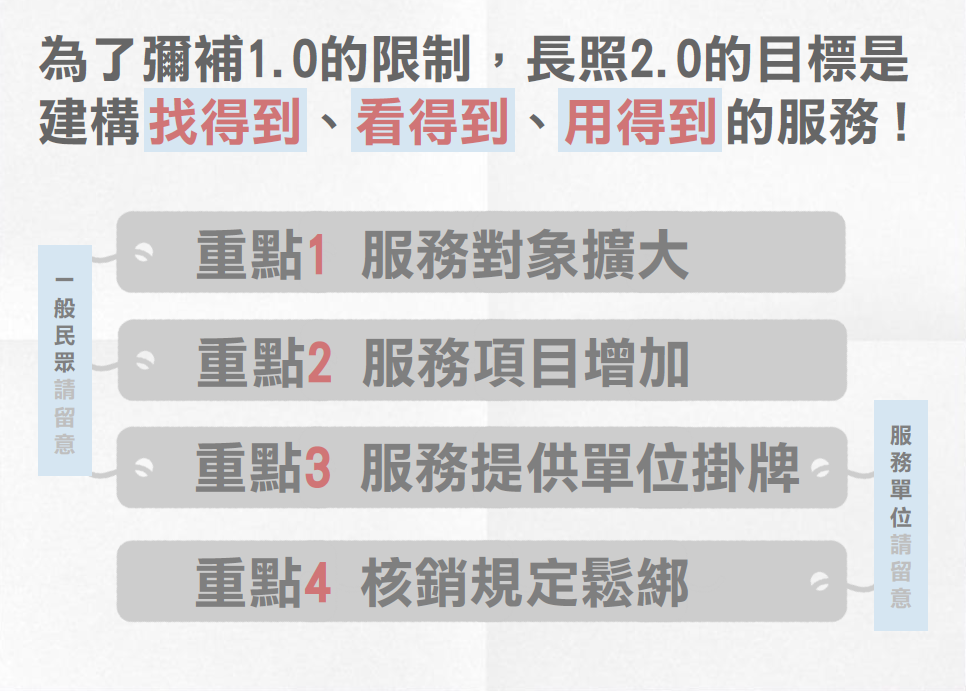 為了彌補1.0的限制，長照2.0的目標是
建構找得到、看得到、用得到的服務！
一般民眾請留意
重點1 服務對象擴大
重點2 服務項目增加
重點3 服務提供單位掛牌
重點4 核銷規定鬆綁
服務單位請留意